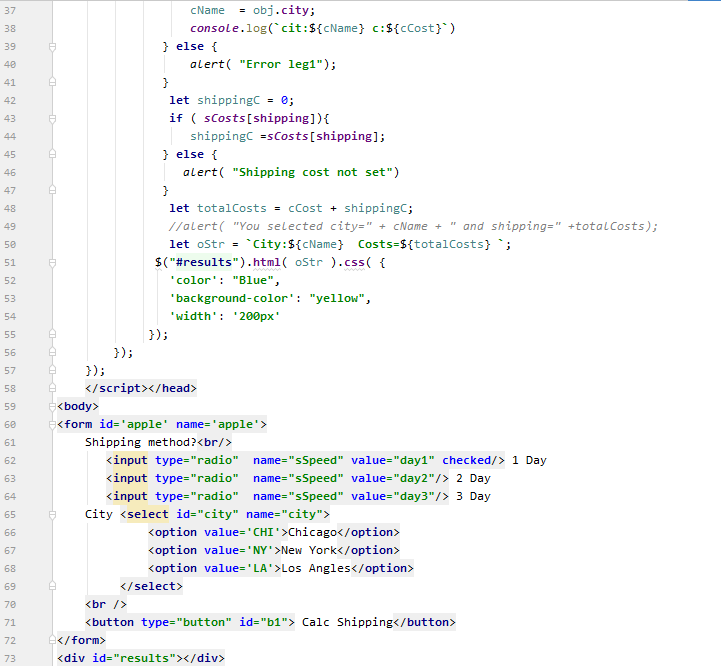 37 cName = obj.city;
38 console.log(`cit:${cName} c:${cCost}`)
39 } else {
40 alert( "Error leg1");
41 }
42 let shippingC = 0;
43 if ( sCosts[shipping]){
44 shippingC =sCosts[shipping];
45 } else {
46 alert( "Shipping cost not set")
47 }
48 let totalCosts = cCost + shippingC;
49 //alert( "You selected city=" + cName + " and shipping=" +totalCosts);
50 let oStr = `City:${cName}  Costs=${totalCosts} `;
51 $("#results").html( oStr ).css( {
52 'color': "Blue",
53 'background-color': "yellow",
54 'width': '200px'
55 });
56 });
57 });
58 </script></head>
59 <body>
60 <form id='apple' name='apple'>
61 Shipping method?<br/>
62 <input type="radio"  name="sSpeed" value="day1" checked/> 1 Day
63 <input type="radio"  name="sSpeed" value="day2"/> 2 Day
64 <input type="radio"  name="sSpeed" value="day3"/> 3 Day
65 City <select id="city" name="city">
66 <option value='CHI'>Chicago</option>
67 <option value='NY'>New York</option>
68 <option value='LA'>Los Angles</option>
69 </select>
70 <br />
71 <button type="button" id="b1"> Calc Shipping</button>
72 </form>
73 <div id="results"></div>